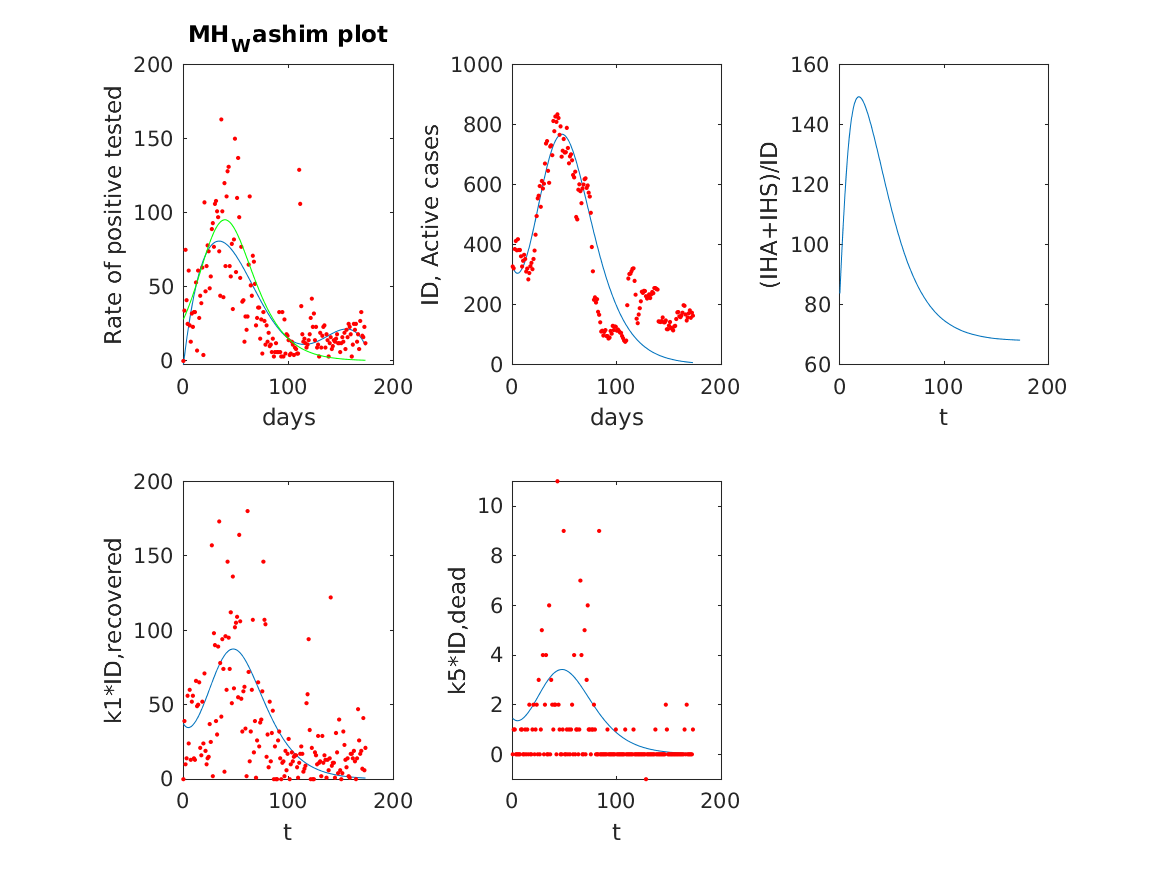 MHWashim plot
200
150
100
50
0
Rate of positive tested
0 100 200
days
1000
800
600
400
200
0
ID, Active cases
0 100 200
days
160
140
120
100
80
60
(IHA+IHS)/ID
0 100 200
t
200
150
100
50
0
k1*ID,recovered
0 100 200
t
10
8
6
4
2
0
k5*ID,dead
0 100 200
t